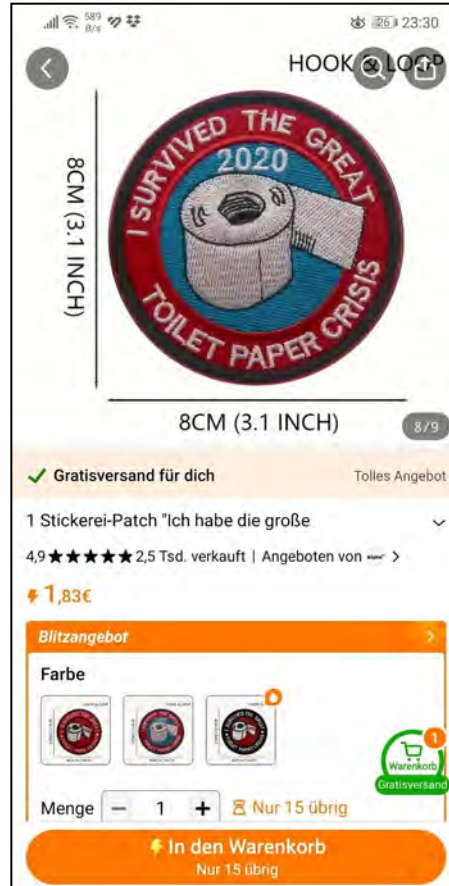 589
B/s
26
23:30
HOOK & LOOP
8CM (3.1 INCH)
I SURVIVED THE GREAT
2020
TOILET PAPER CRISIS
8CM (3.1 INCH)
8/9
Gratisversand für dich
Tolles Angebot
1 Stickerei-Patch "Ich habe die große
4,9 ★★★★★ 2,5 Tsd. verkauft | Angeboten von
1,83€
Blitzangebot
Farbe
1
Warenkorb
Gratisversand
Menge − 1 + Nur 15 übrig
In den Warenkorb
Nur 15 übrig